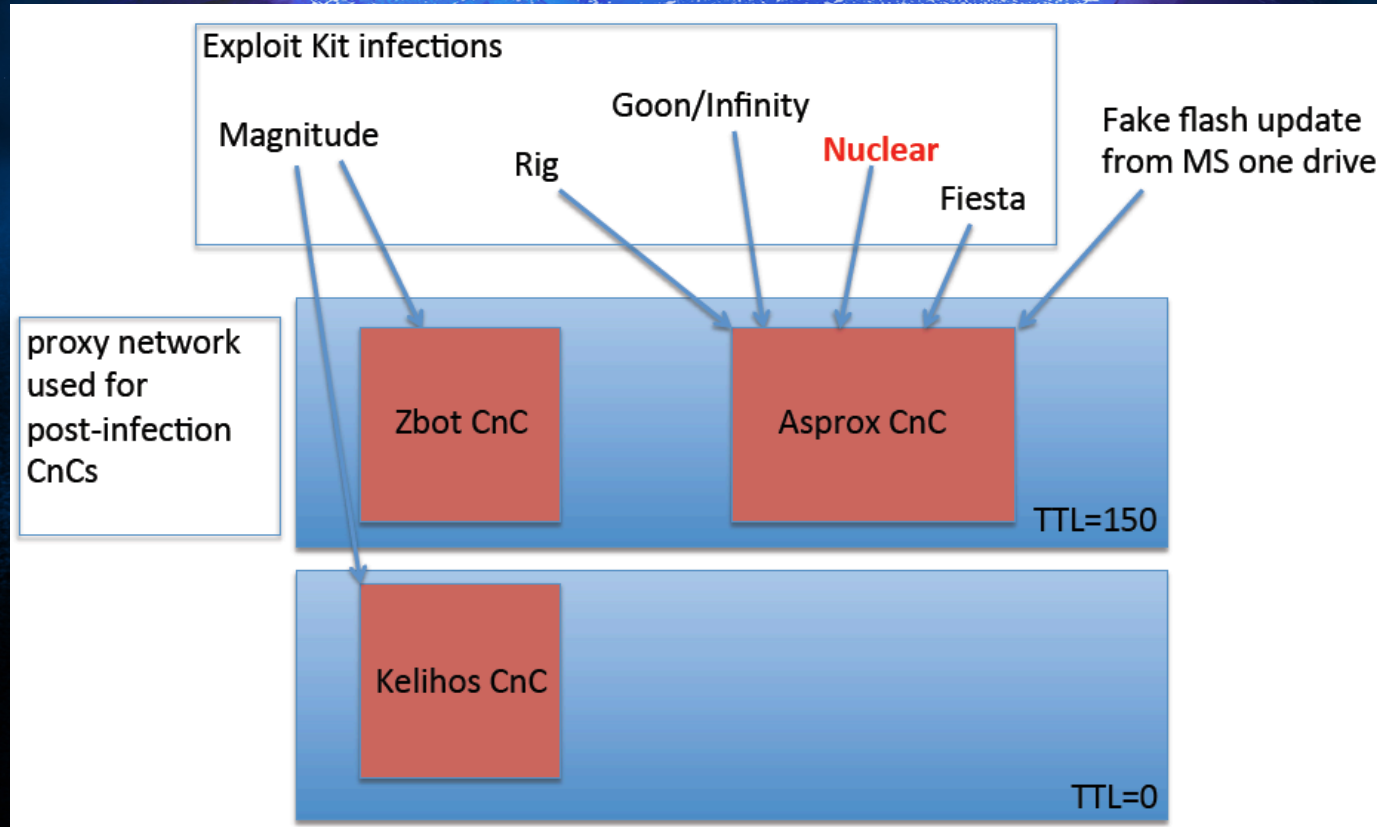 Exploit Kit infections
Magnitude
Rig
Goon/Infinity
Nuclear
Fiesta
Fake flash update
from MS one drive
proxy network
used for
post-infection
CnCs
Zbot CnC
Asprox CnC
TTL=150
Kelihos CnC
TTL=0